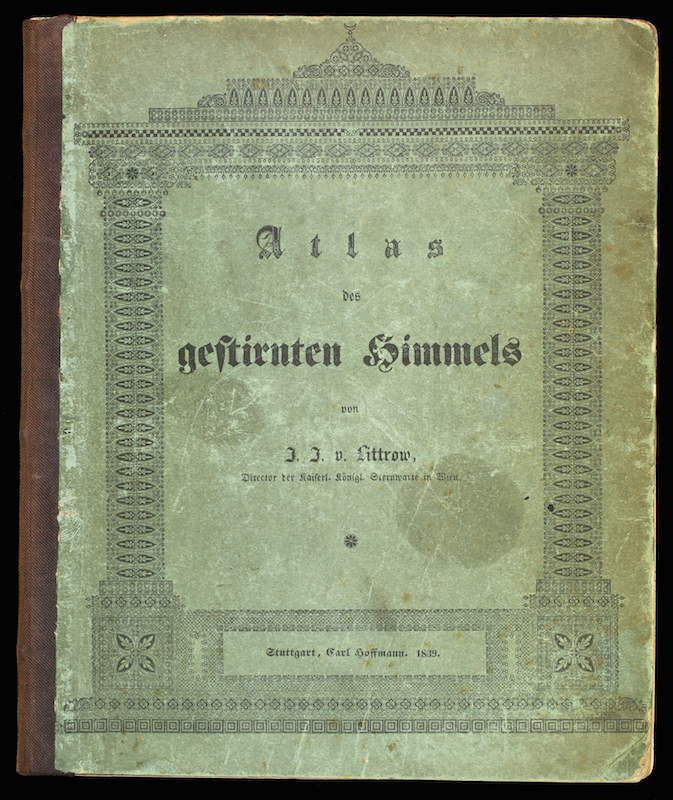 Atlas
des
gestirnten Himmels
von
J. J. v. Littrow,
Director der Kaiserl. Königl. Sternwarte in Wien.
Stuttgart, Carl Hoffmann. 1839.